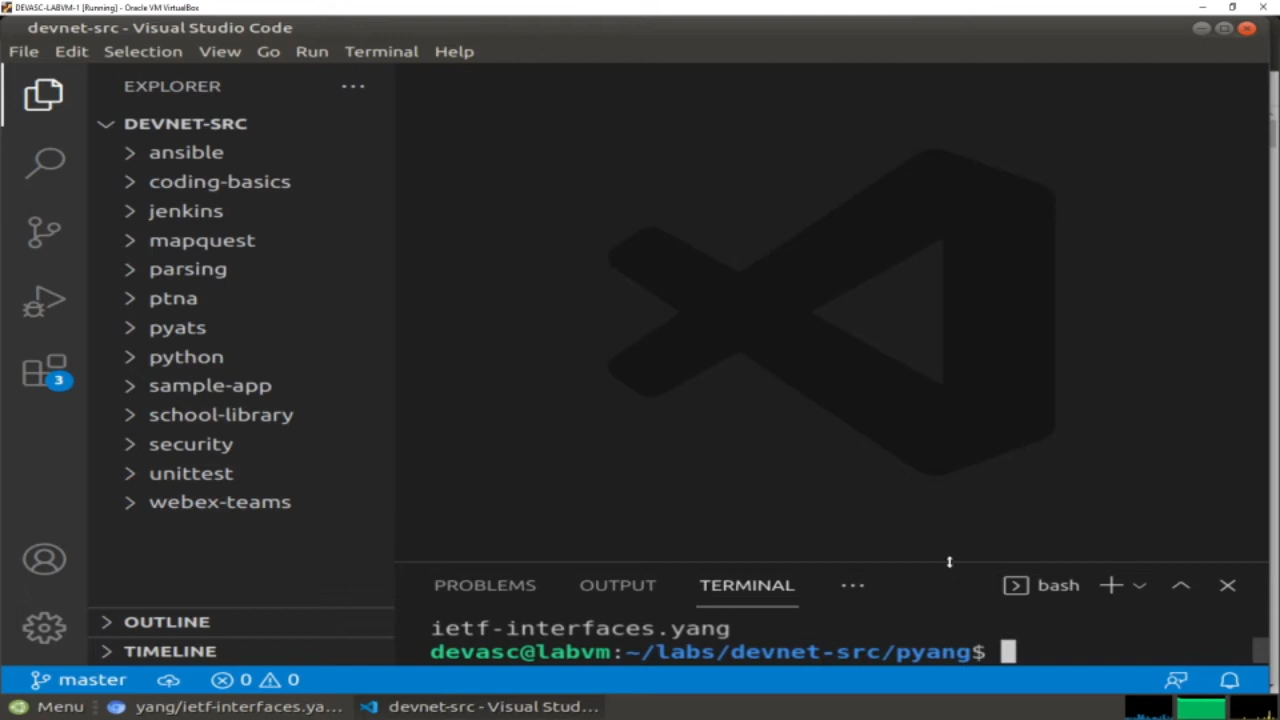 DEVASC-LABVM-1 [Running] - Oracle VM VirtualBox
devnet-src - Visual Studio Code
File Edit Selection View Go Run Terminal Help
EXPLORER
DEVNET-SRC
ansible
coding-basics
jenkins
mapquest
parsing
ptna
pyats
python
sample-app
school-library
security
unittest
webex-teams
OUTLINE
TIMELINE
3
PROBLEMS OUTPUT TERMINAL bash
ietf-interfaces.yang
devasc@labvm:~/labs/devnet-src/pyang$
master 0 0
Menu yang/ietf-interfaces.ya... devnet-src - Visual Stud...